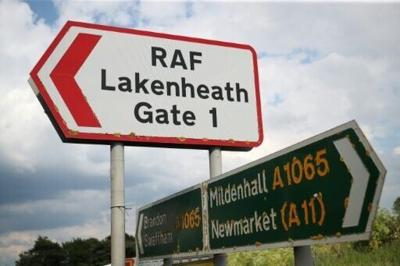 RAF
Lakenheath
Gate 1
Brandon A1065
Swaffham
Mildenhall A1065
Newmarket (A11)